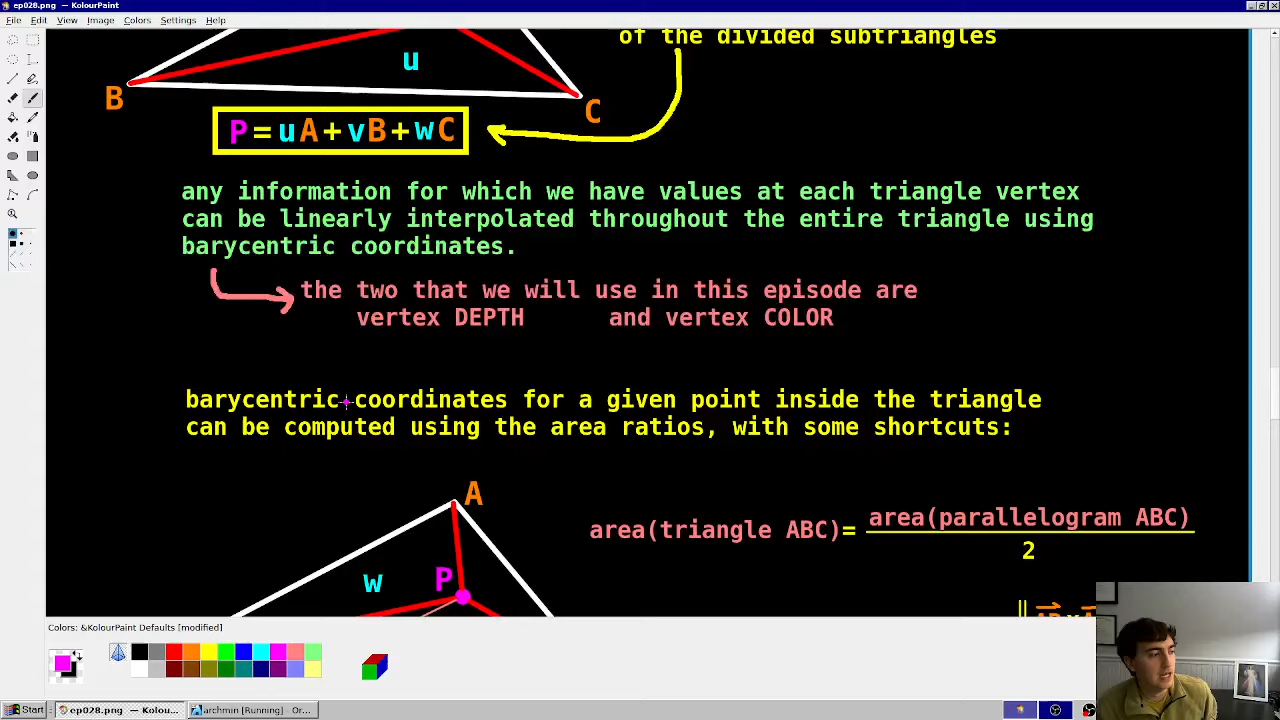 ep028.png — KolourPaint
File Edit View Image Colors Settings Help
of the divided subtriangles
u
B
C
P=uA+vB+wC
any information for which we have values at each triangle vertex
can be linearly interpolated throughout the entire triangle using
barycentric coordinates.
the two that we will use in this episode are
vertex DEPTH and vertex COLOR
barycentric coordinates for a given point inside the triangle
can be computed using the area ratios, with some shortcuts:
A
w
P
area(triangle ABC)= area(parallelogram ABC)
2
Colors: &KolourPaint Defaults [modified]
Start ep028.png — Kolou... archmin [Running] - Or...